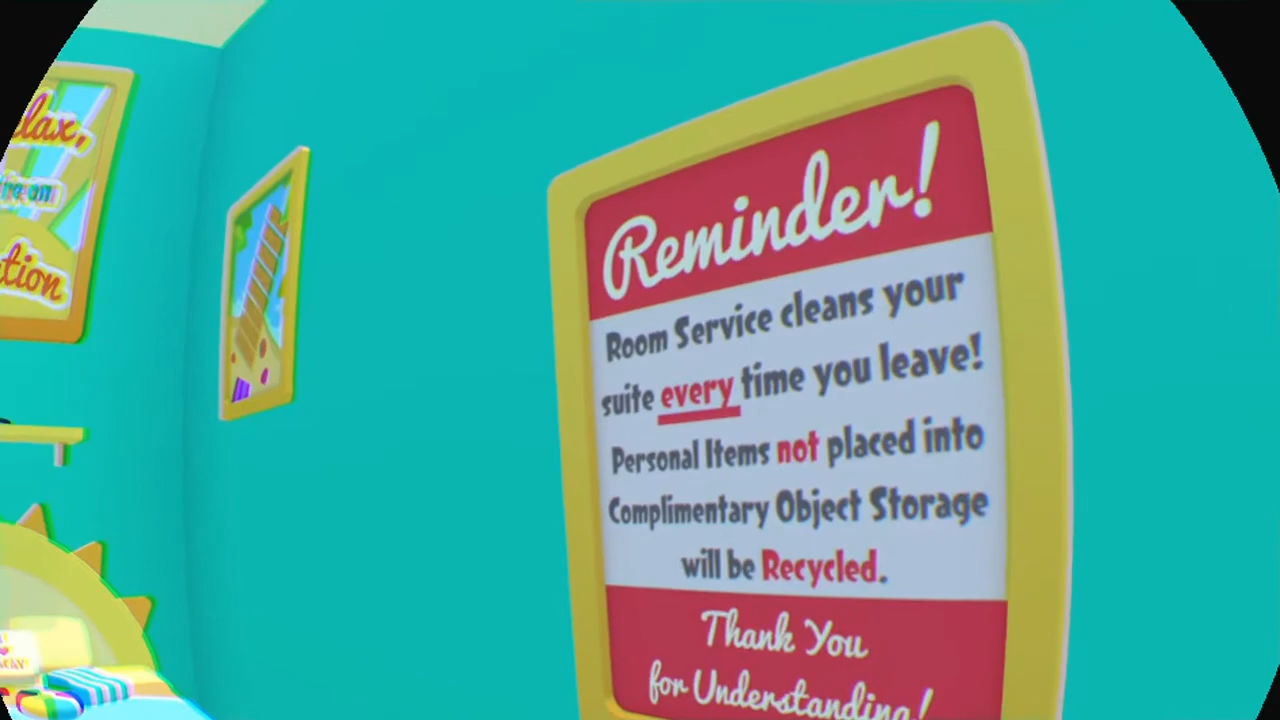 Reminder!
Room Service cleans your
suite every time you leave!
Personal Items not placed into
Complimentary Object Storage
will be Recycled.
Thank You
for Understanding!